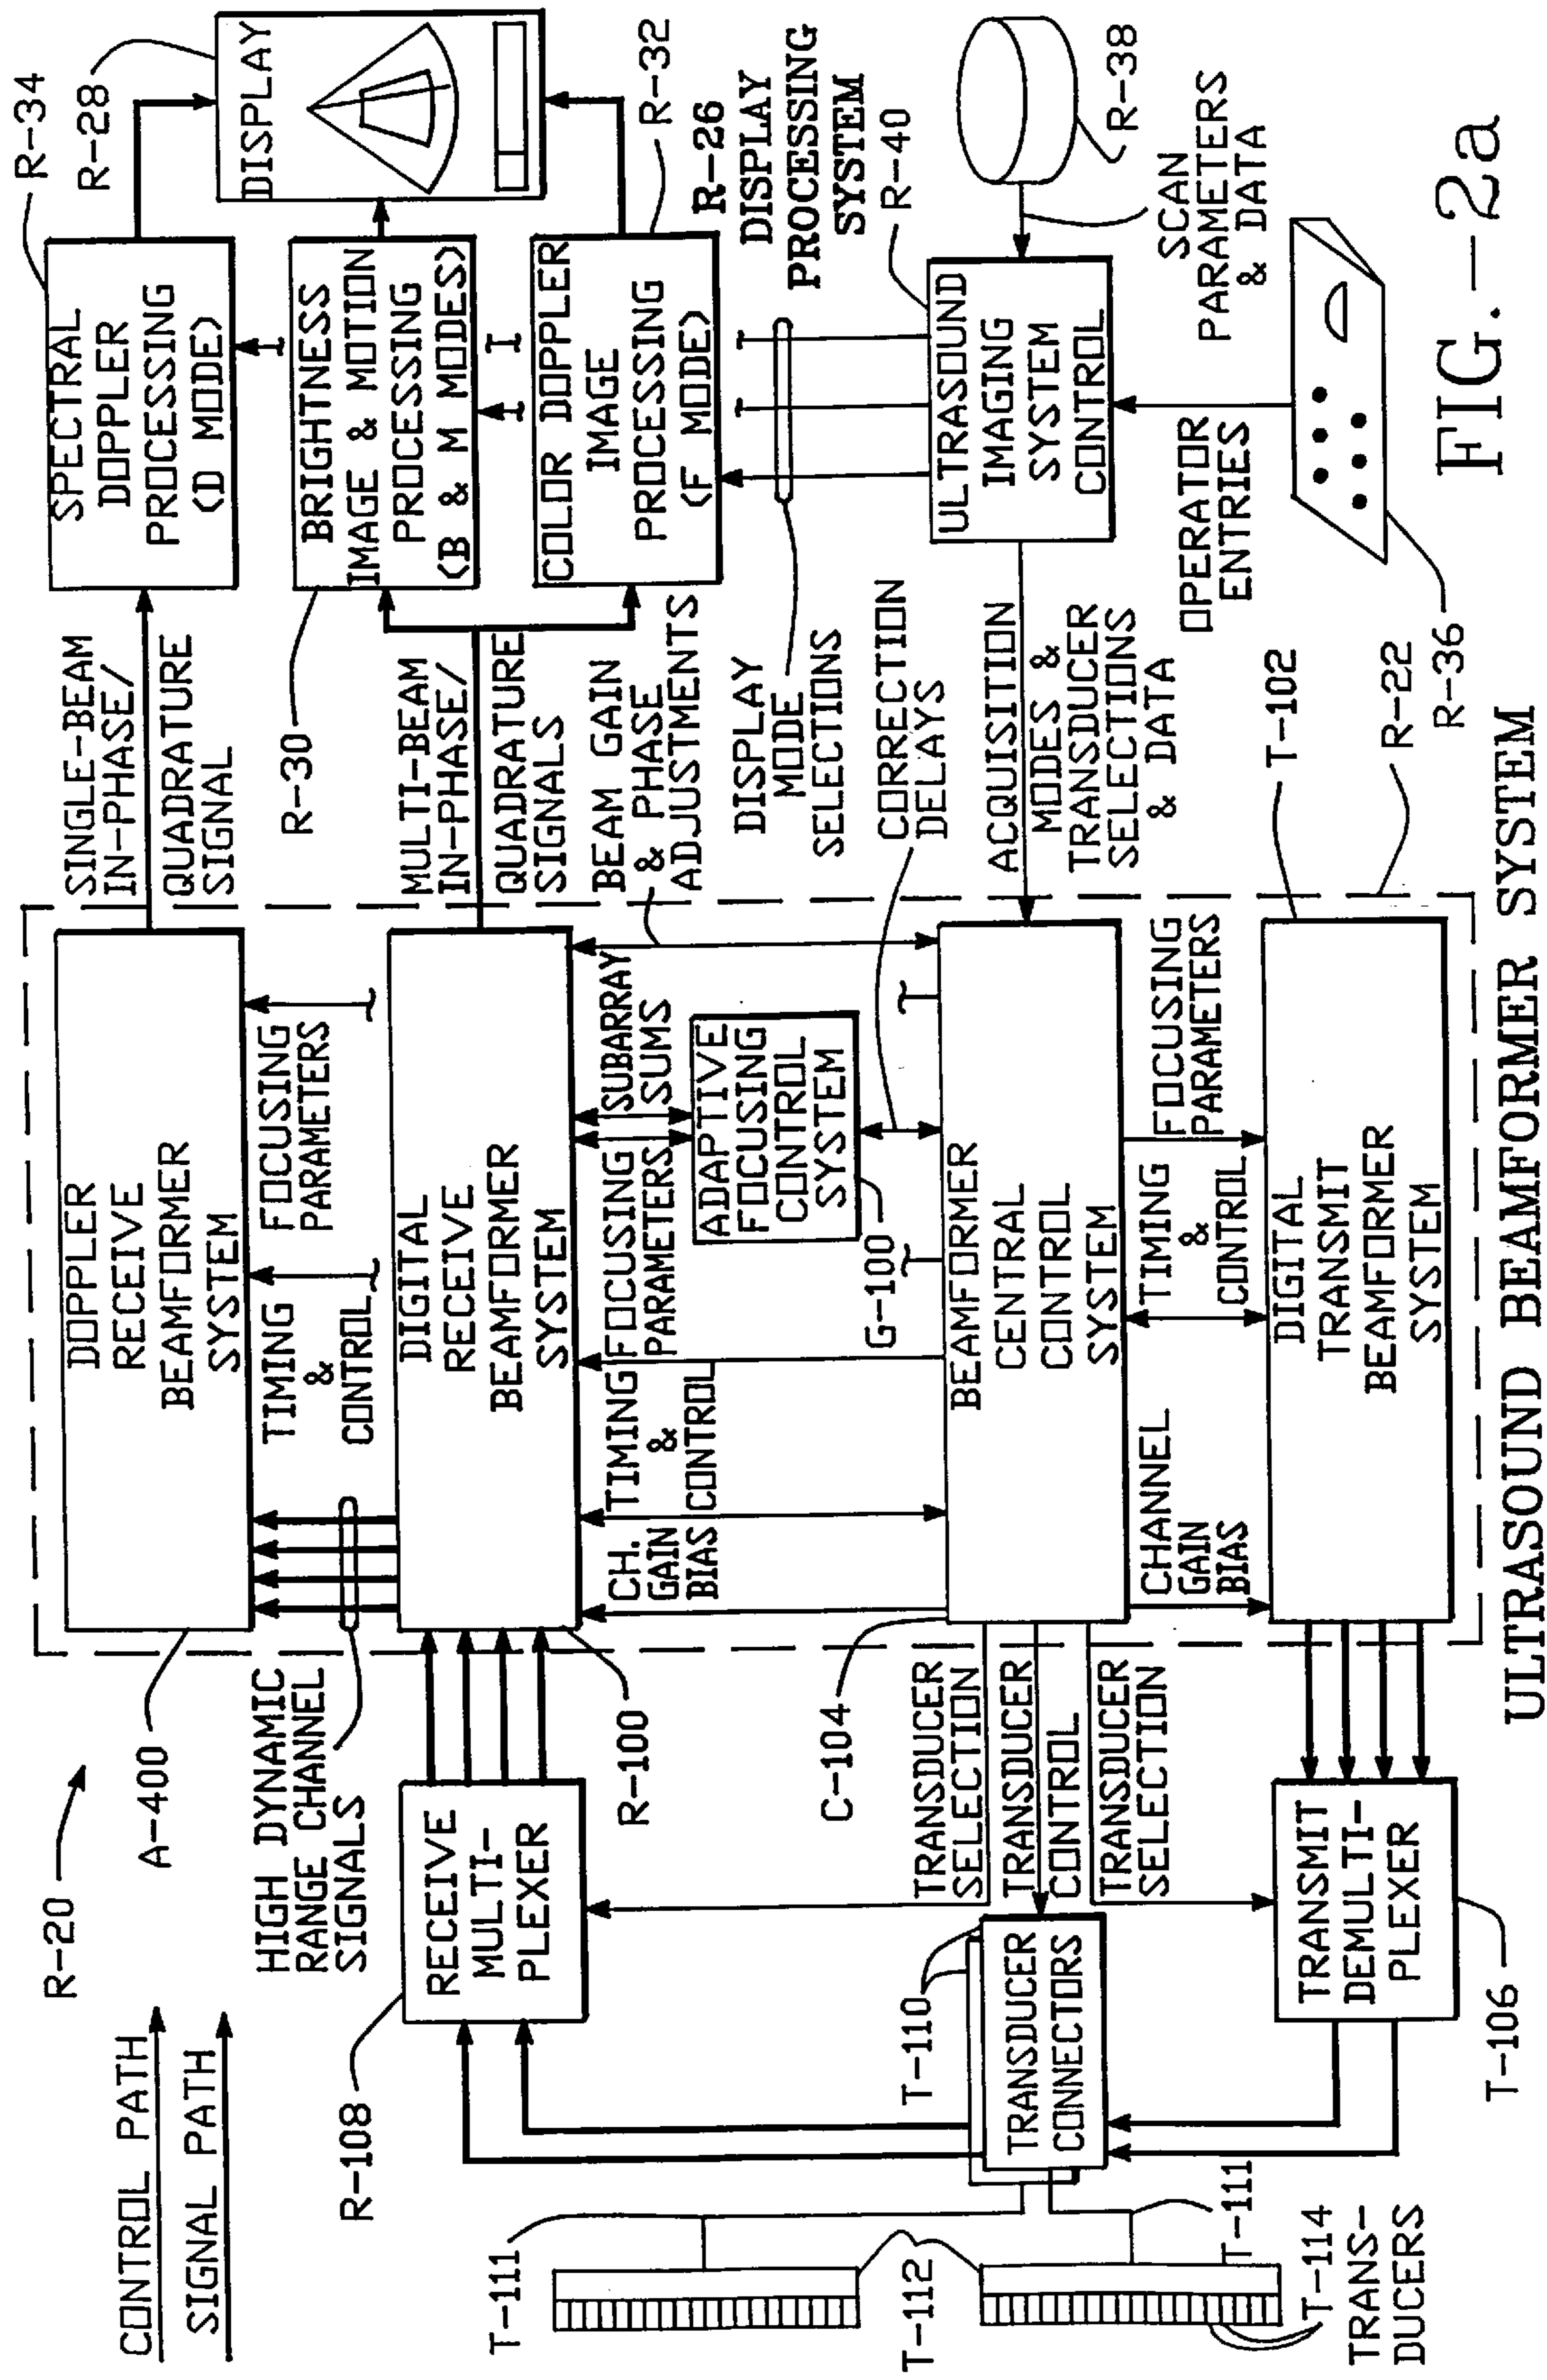 CONTROL PATH
SIGNAL PATH
R-20
A-400
DOPPLER
RECEIVE
BEAMFORMER
SYSTEM
SINGLE-BEAM
IN-PHASE/
QUADRATURE
SIGNAL
SPECTRAL
DOPPLER
PROCESSING
(D MODE)
R-34
R-28
DISPLAY
HIGH DYNAMIC
RANGE CHANNEL
SIGNALS
TIMING
&
CONTROL
FOCUSING
PARAMETERS
R-30
BRIGHTNESS
IMAGE & MOTION
PROCESSING
(B & M MODES)
R-108
RECEIVE
MULTI-
PLEXER
R-100
DIGITAL
RECEIVE
BEAMFORMER
SYSTEM
MULTI-BEAM
IN-PHASE/
QUADRATURE
SIGNALS
COLOR DOPPLER
IMAGE
PROCESSING
(F MODE)
R-32
R-26
DISPLAY
PROCESSING
SYSTEM
CH.
GAIN
BIAS
TIMING
&
CONTROL
FOCUSING
PARAMETERS
SUBARRAY
SUMS
BEAM GAIN
& PHASE
ADJUSTMENTS
ADAPTIVE
FOCUSING
CONTROL
SYSTEM
G-100
DISPLAY
MODE
SELECTIONS
CORRECTION
DELAYS
R-40
T-111
T-112
T-110
TRANSDUCER
CONNECTORS
C-104
TRANSDUCER
SELECTION
TRANSDUCER
CONTROL
TRANSDUCER
SELECTION
BEAMFORMER
CENTRAL
CONTROL
SYSTEM
ACQUISITION
MODES &
TRANSDUCER
SELECTIONS
& DATA
ULTRASOUND
IMAGING
SYSTEM
CONTROL
R-38
SCAN
PARAMETERS
& DATA
OPERATOR
ENTRIES
CHANNEL
GAIN
BIAS
TIMING
&
CONTROL
FOCUSING
PARAMETERS
T-102
R-22
R-36
T-111
T-114
TRANS-
DUCERS
TRANSMIT
DEMULTI-
PLEXER
T-106
DIGITAL
TRANSMIT
BEAMFORMER
SYSTEM
ULTRASOUND BEAMFORMER SYSTEM
FIG.-2a